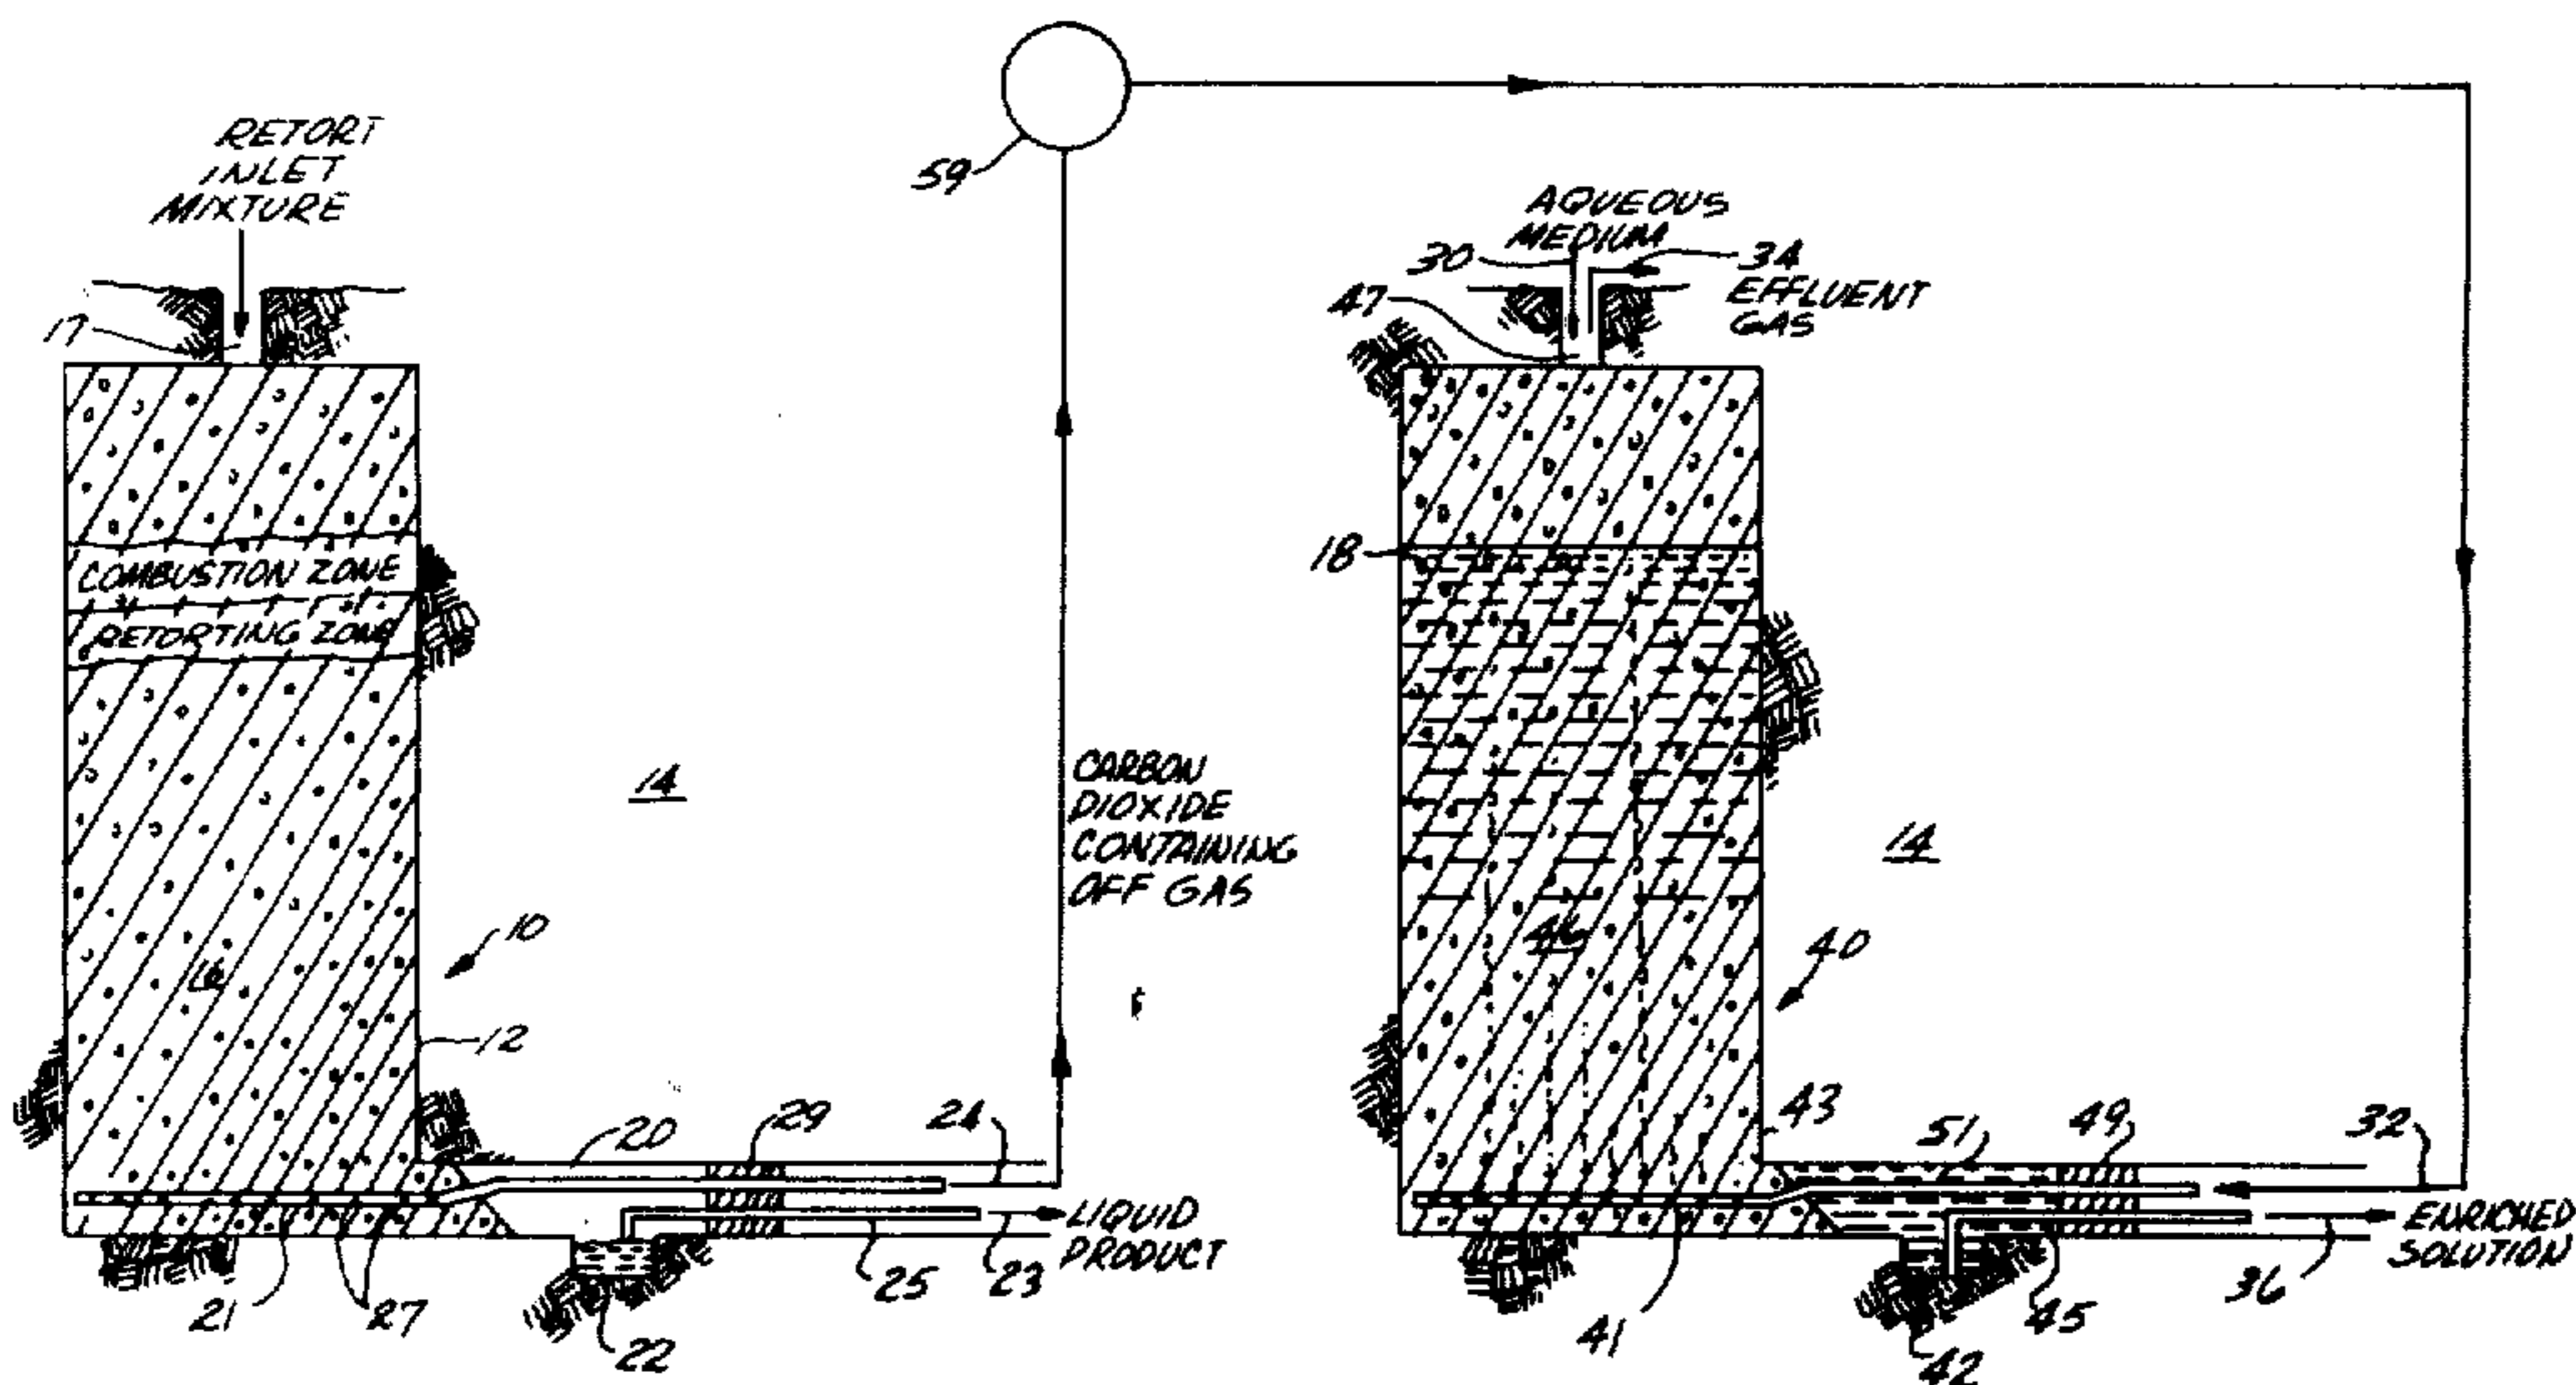 RETORT
INLET
MIXTURE
17
COMBUSTION ZONE
RETORTING ZONE
16
14
10
12
20
29
24
LIQUID
PRODUCT
21
27
22
25
23
59
CARBON
DIOXIDE
CONTAINING
OFF GAS
AQUEOUS
MEDIUM
30
34
EFFLUENT
GAS
47
18
46
14
40
43
51
49
32
ENRICHED
SOLUTION
41
42
45
36